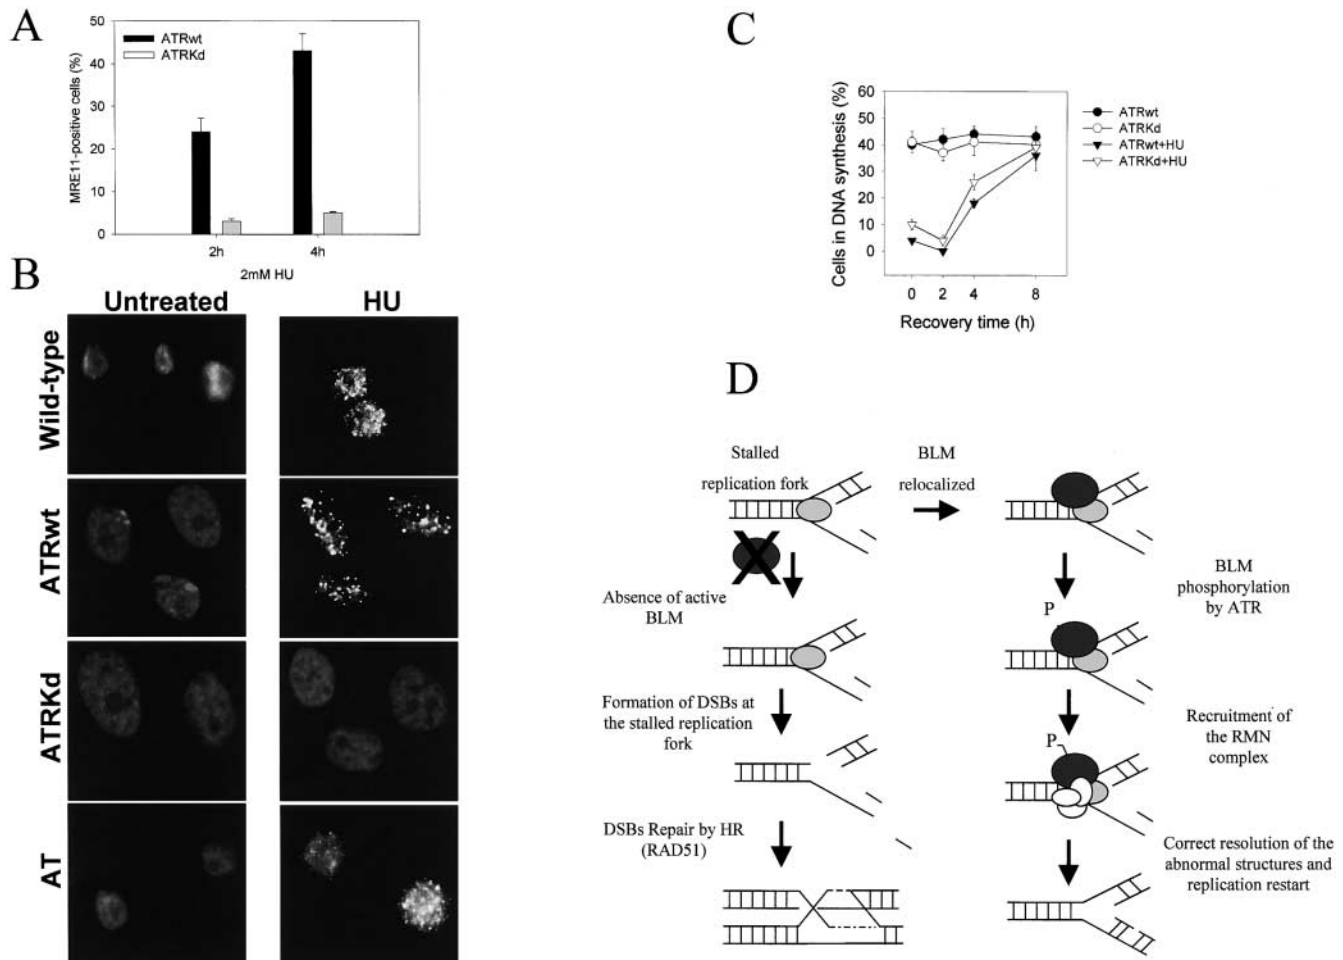 A
50
40
30
20
10
0
MRE11-positive cells (%)
ATRwt
ATRKd
2h
4h
2mM HU
B
Untreated
HU
Wild-type
ATRwt
ATRKd
AT
C
60
50
40
30
20
10
0
Cells in DNA synthesis (%)
0
2
4
8
Recovery time (h)
ATRwt
ATRKd
ATRwt+HU
ATRKd+HU
D
Stalled
replication fork
BLM
relocalized
Absence of active
BLM
BLM
phosphorylation
by ATR
P
Formation of DSBs at
the stalled replication
fork
Recruitment of
the RMN
complex
P
DSBs Repair by HR
(RAD51)
Correct resolution of the
abnormal structures and
replication restart